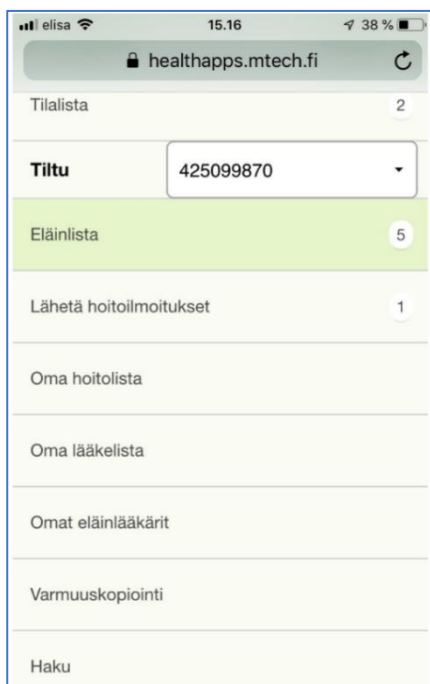 elisa 15.16 38 %
healthapps.mtech.fi
Tilalista 2
Tiltu 425099870
Eläinlista 5
Lähetä hoitoilmoitukset 1
Oma hoitolista
Oma lääkelista
Omat eläinlääkärit
Varmuuskopiointi
Haku